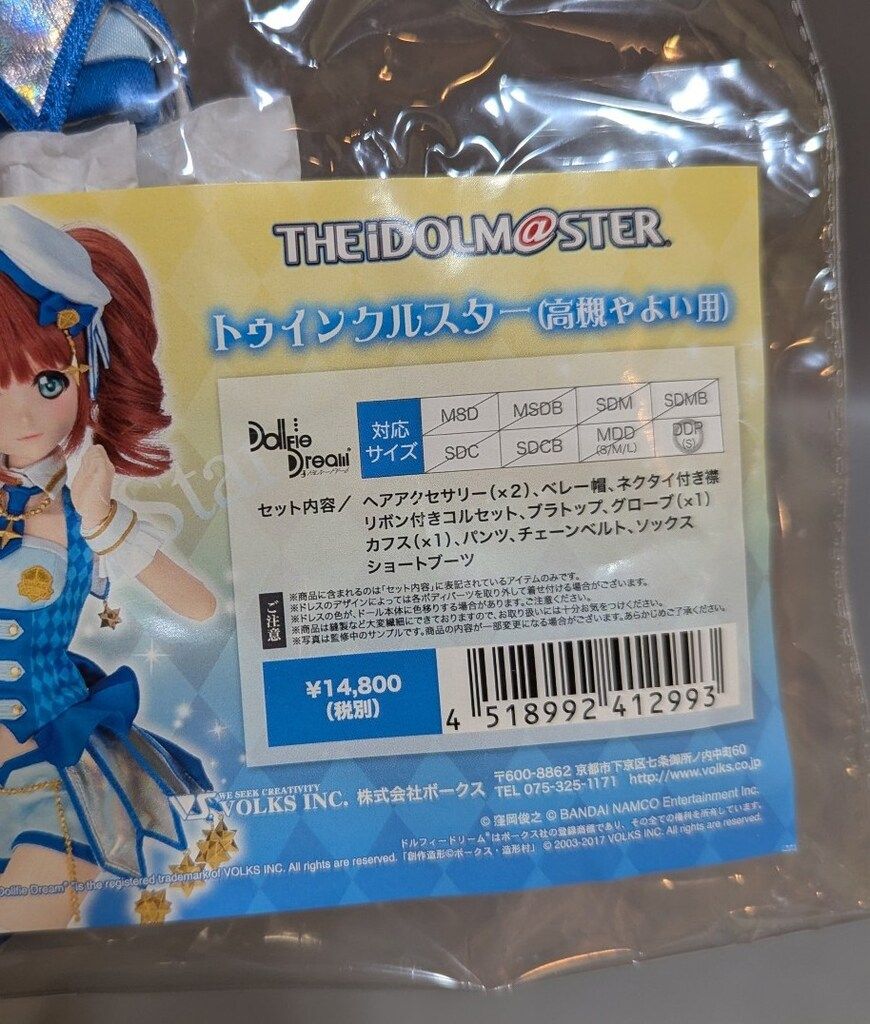 THE iDOLM@STER
トゥインクルスター(高槻やよい用)
Star
Dollfie Dream®
対応サイズ
MSD MSDB SDM SDMB
SDC SDCB MDD (S/M/L) DDP (S)
セット内容/ ヘアアクセサリー(×2)、ベレー帽、ネクタイ付き襟
リボン付きコルセット、ブラトップ、グローブ(×1)
カフス(×1)、パンツ、チェーンベルト、ソックス
ショートブーツ
ご注意
※商品に含まれるのは「セット内容」に表記されているアイテムのみです。
※ドレスのデザインによっては各ボディパーツを取り外して着せ付ける場合がございます。
※ドレスの色が、ドール本体に色移りする場合があります。ご注意ください。
※商品は縫製など大変繊細にできておりますので、お取り扱いには十分お気をつけください。
※写真は監修中のサンプルです。商品の内容が一部変更になる場合がございます。あらかじめご了承ください。
¥14,800
(税別)
4 518992 412993
WE SEEK CREATIVITY
VS. VOLKS INC. 株式会社ボークス
〒600-8862 京都市下京区七条御所ノ内中町60
TEL 075-325-1171 http://www.volks.co.jp
© 窪岡俊之 © BANDAI NAMCO Entertainment Inc.
ドルフィードリーム®はボークス社の登録商標であり、その全ての権利を所有しています。
Dollfie Dream® is the registered trademark of VOLKS INC. All rights are reserved. 「創作造形©ボークス・造形村」 © 2003-2017 VOLKS INC. All rights are reserved.